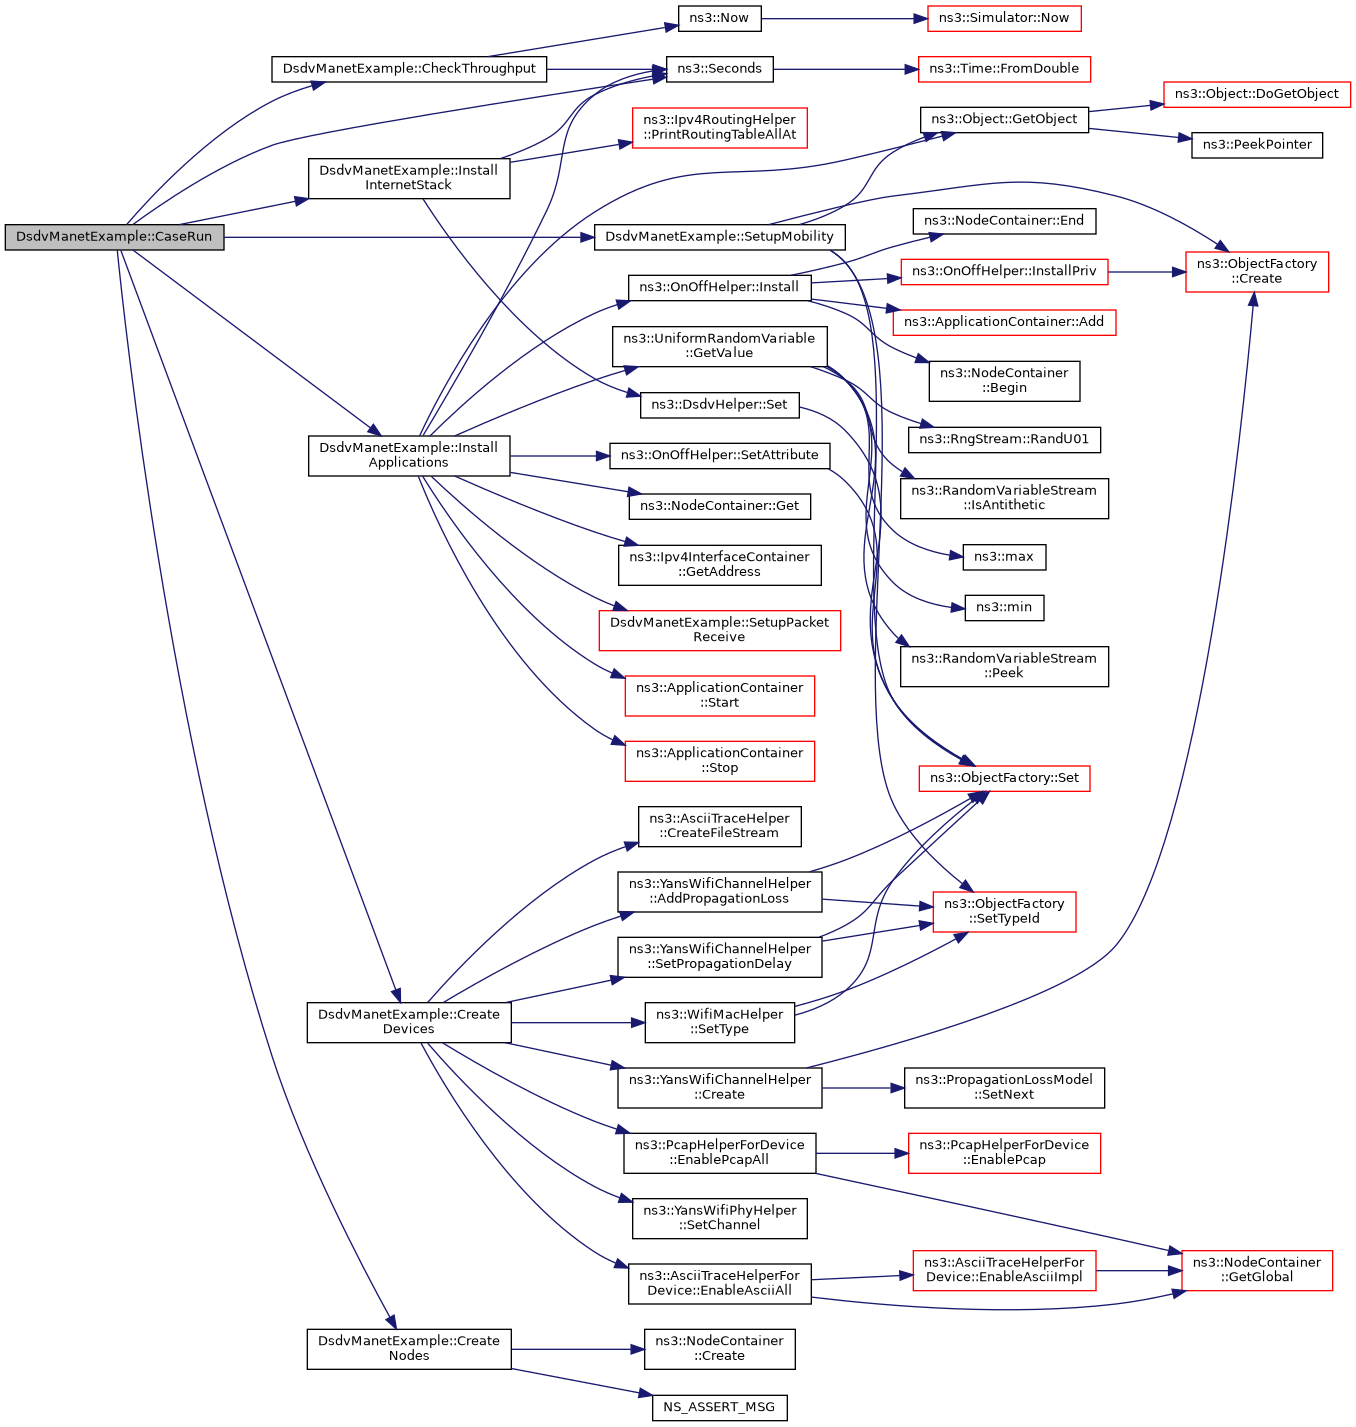 ns3::Now
ns3::Simulator::Now
DsdvManetExample::CheckThroughput
ns3::Seconds
ns3::Time::FromDouble
ns3::Object::DoGetObject
ns3::Ipv4RoutingHelper
::PrintRoutingTableAllAt
ns3::Object::GetObject
ns3::PeekPointer
DsdvManetExample::Install
InternetStack
ns3::NodeContainer::End
DsdvManetExample::CaseRun
DsdvManetExample::SetupMobility
ns3::OnOffHelper::InstallPriv
ns3::ObjectFactory
::Create
ns3::OnOffHelper::Install
ns3::ApplicationContainer::Add
ns3::UniformRandomVariable
::GetValue
ns3::NodeContainer
::Begin
ns3::DsdvHelper::Set
ns3::RngStream::RandU01
DsdvManetExample::Install
Applications
ns3::OnOffHelper::SetAttribute
ns3::RandomVariableStream
::IsAntithetic
ns3::NodeContainer::Get
ns3::Ipv4InterfaceContainer
::GetAddress
ns3::max
ns3::min
DsdvManetExample::SetupPacket
Receive
ns3::RandomVariableStream
::Peek
ns3::ApplicationContainer
::Start
ns3::ApplicationContainer
::Stop
ns3::ObjectFactory::Set
ns3::AsciiTraceHelper
::CreateFileStream
ns3::YansWifiChannelHelper
::AddPropagationLoss
ns3::ObjectFactory
::SetTypeId
ns3::YansWifiChannelHelper
::SetPropagationDelay
DsdvManetExample::Create
Devices
ns3::WifiMacHelper
::SetType
ns3::YansWifiChannelHelper
::Create
ns3::PropagationLossModel
::SetNext
ns3::PcapHelperForDevice
::EnablePcapAll
ns3::PcapHelperForDevice
::EnablePcap
ns3::YansWifiPhyHelper
::SetChannel
ns3::AsciiTraceHelperFor
Device::EnableAsciiAll
ns3::AsciiTraceHelperFor
Device::EnableAsciiImpl
ns3::NodeContainer
::GetGlobal
DsdvManetExample::Create
Nodes
ns3::NodeContainer
::Create
NS_ASSERT_MSG